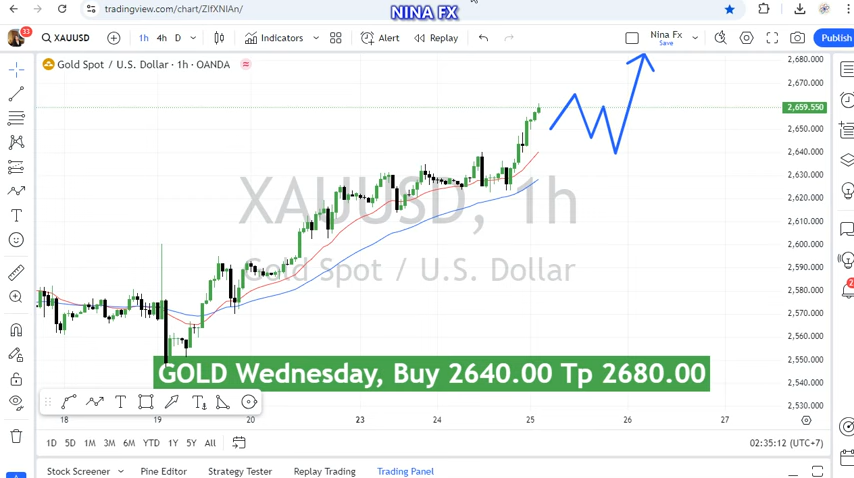 NINA FX
tradingview.com/chart/ZIfXNIAn/
33
XAUUSD
1h 4h D
Indicators
Alert
Replay
Nina Fx
Save
Publish
Gold Spot / U.S. Dollar · 1h · OANDA
2,680.000
2,670.000
2,659.550
2,650.000
2,640.000
2,630.000
2,620.000
2,610.000
2,600.000
2,590.000
2,580.000
2,570.000
2,560.000
2,550.000
2,540.000
2,530.000
XAUUSD, 1h
Gold Spot / U.S. Dollar
GOLD Wednesday, Buy 2640.00 Tp 2680.00
18 19 20 23 24 25 26 27
1D 5D 1M 3M 6M YTD 1Y 5Y All
02:35:12 (UTC+7)
Stock Screener Pine Editor Strategy Tester Replay Trading Trading Panel